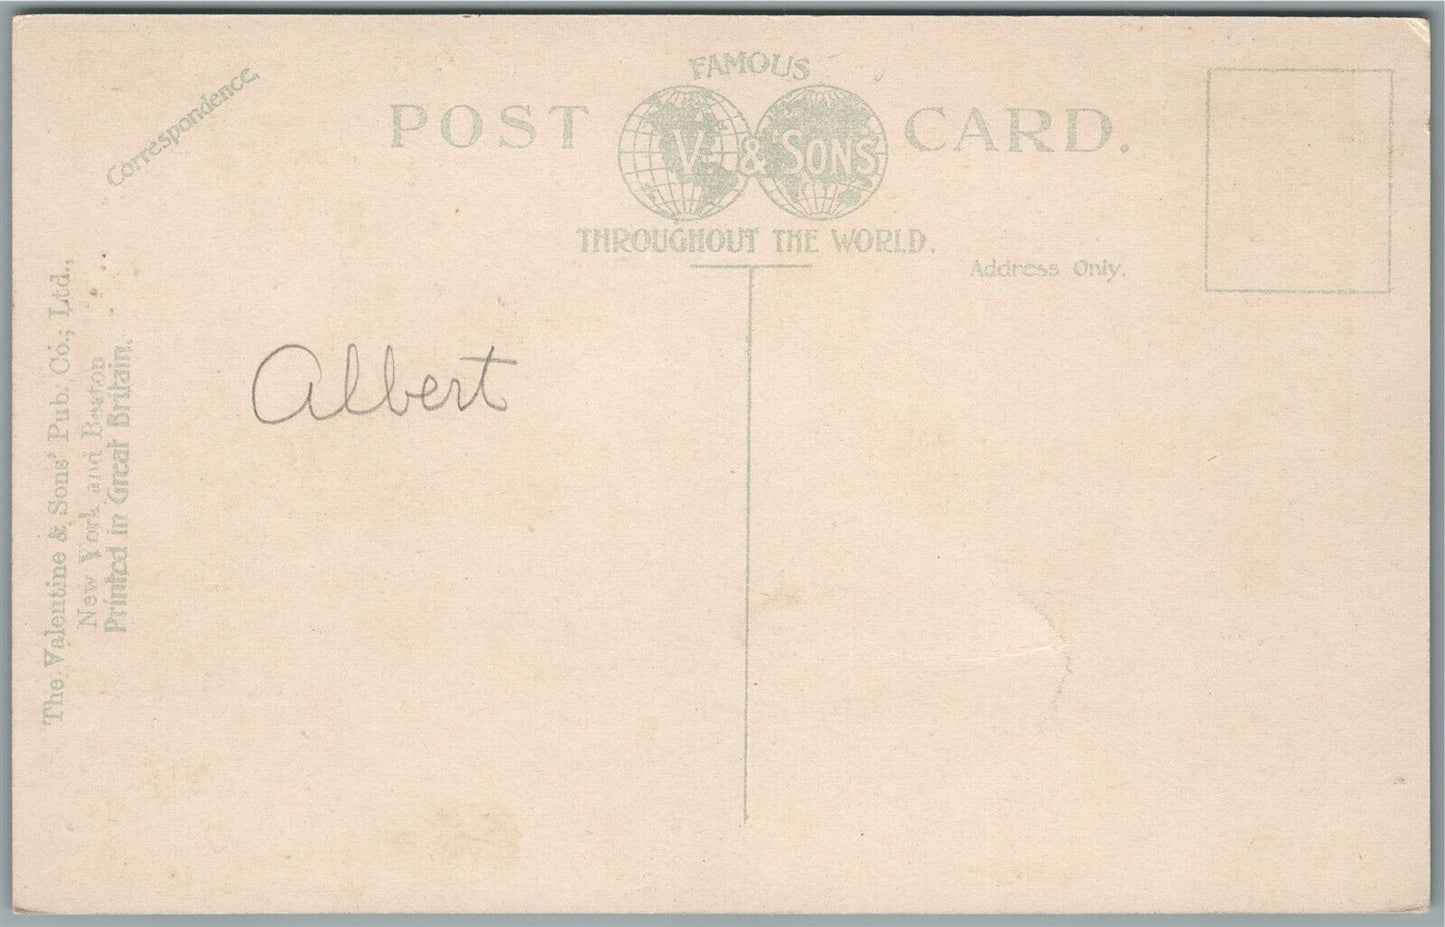 Correspondence.
FAMOUS
POST CARD.
V. & SONS
THROUGHOUT THE WORLD.
Address Only.
Albert
The Valentine & Sons' Pub. Co., Ltd.,
New York and Boston
Printed in Great Britain.